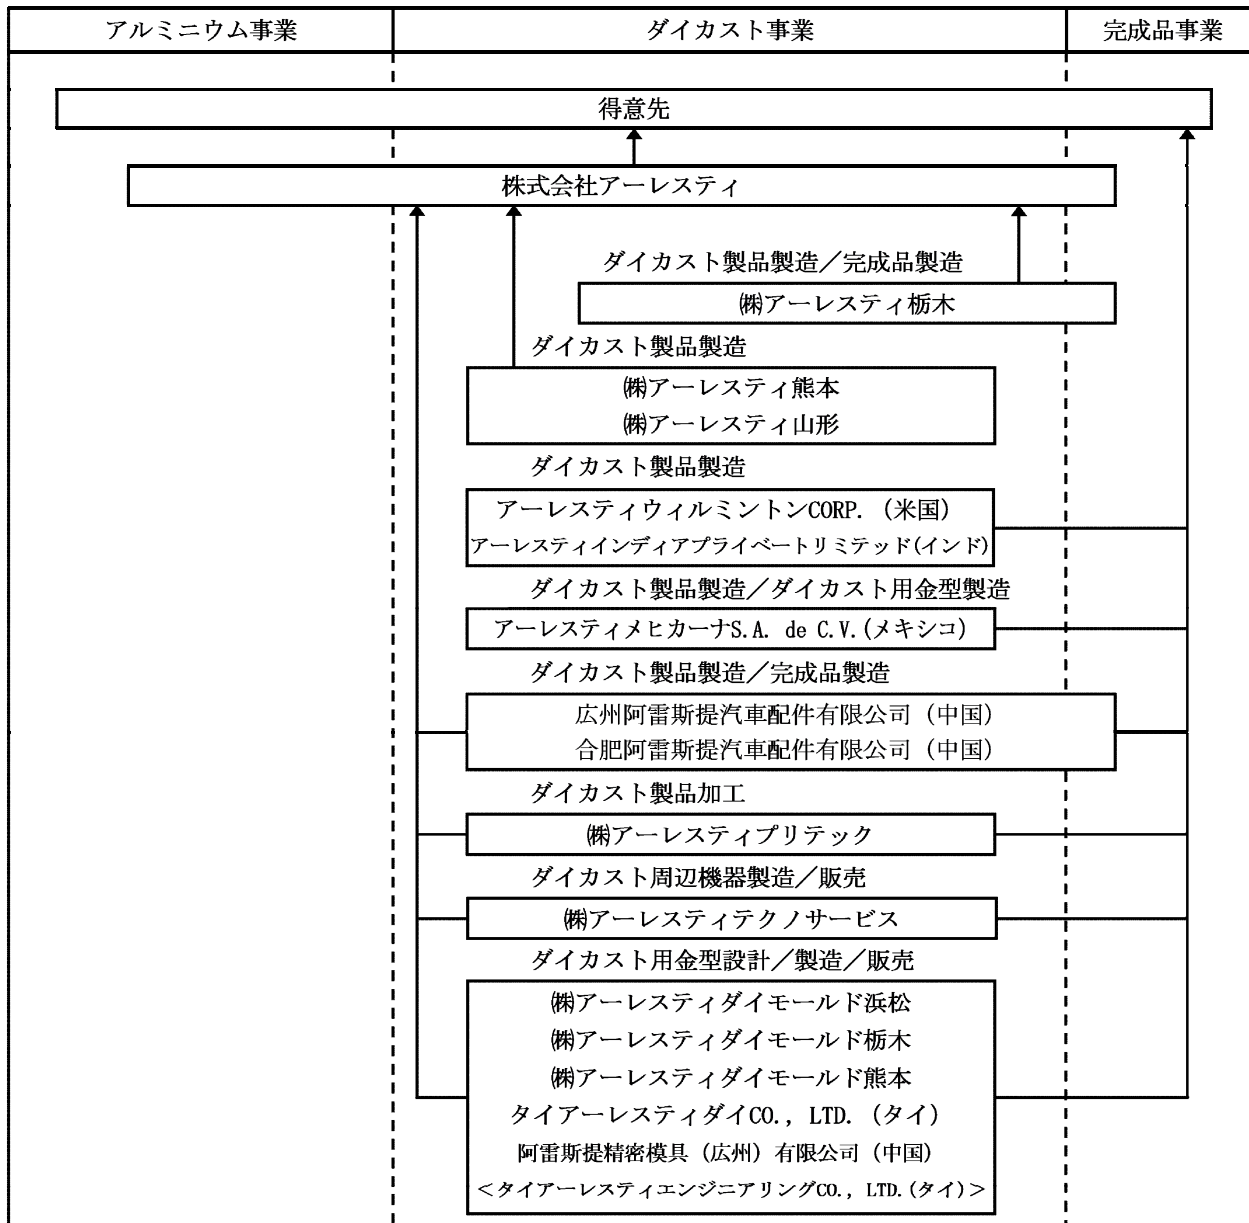 アルミニウム事業
ダイカスト事業
完成品事業
得意先
株式会社アーレスティ
ダイカスト製品製造／完成品製造
㈱アーレスティ栃木
ダイカスト製品製造
㈱アーレスティ熊本
㈱アーレスティ山形
ダイカスト製品製造
アーレスティウィルミントンCORP.（米国）
アーレスティインディアプライベートリミテッド(インド)
ダイカスト製品製造／ダイカスト用金型製造
アーレスティメヒカーナS.A. de C.V.(メキシコ)
ダイカスト製品製造／完成品製造
広州阿雷斯提汽車配件有限公司（中国）
合肥阿雷斯提汽車配件有限公司（中国）
ダイカスト製品加工
㈱アーレスティプリテック
ダイカスト周辺機器製造／販売
㈱アーレスティテクノサービス
ダイカスト用金型設計／製造／販売
㈱アーレスティダイモールド浜松
㈱アーレスティダイモールド栃木
㈱アーレスティダイモールド熊本
タイアーレスティダイCO., LTD.（タイ）
阿雷斯提精密模具（広州）有限公司（中国）
＜タイアーレスティエンジニアリングCO., LTD.(タイ)＞